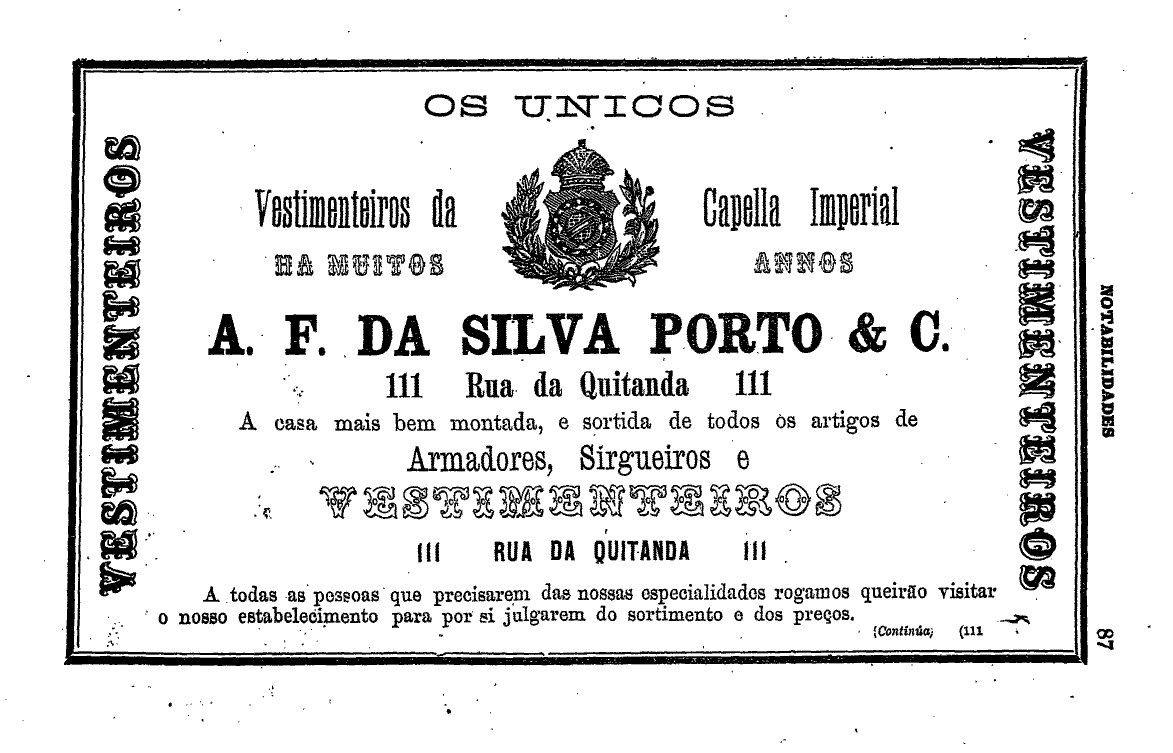 OS UNICOS
Vestimenteiros da Capella Imperial
HA MUITOS ANNOS
A. F. DA SILVA PORTO & C.
111 Rua da Quitanda 111
A casa mais bem montada, e sortida de todos os artigos de
Armadores, Sirgueiros e
VESTIMENTEIROS
111 RUA DA QUITANDA 111
A todas as pessoas que precisarem das nossas especialidades rogamos queirão visitar
o nosso estabelecimento para por si julgarem do sortimento e dos preços.
(Continúa) (111
VESTIMENTEIROS
VESTIMENTEIROS
NOTABILIDADES
87